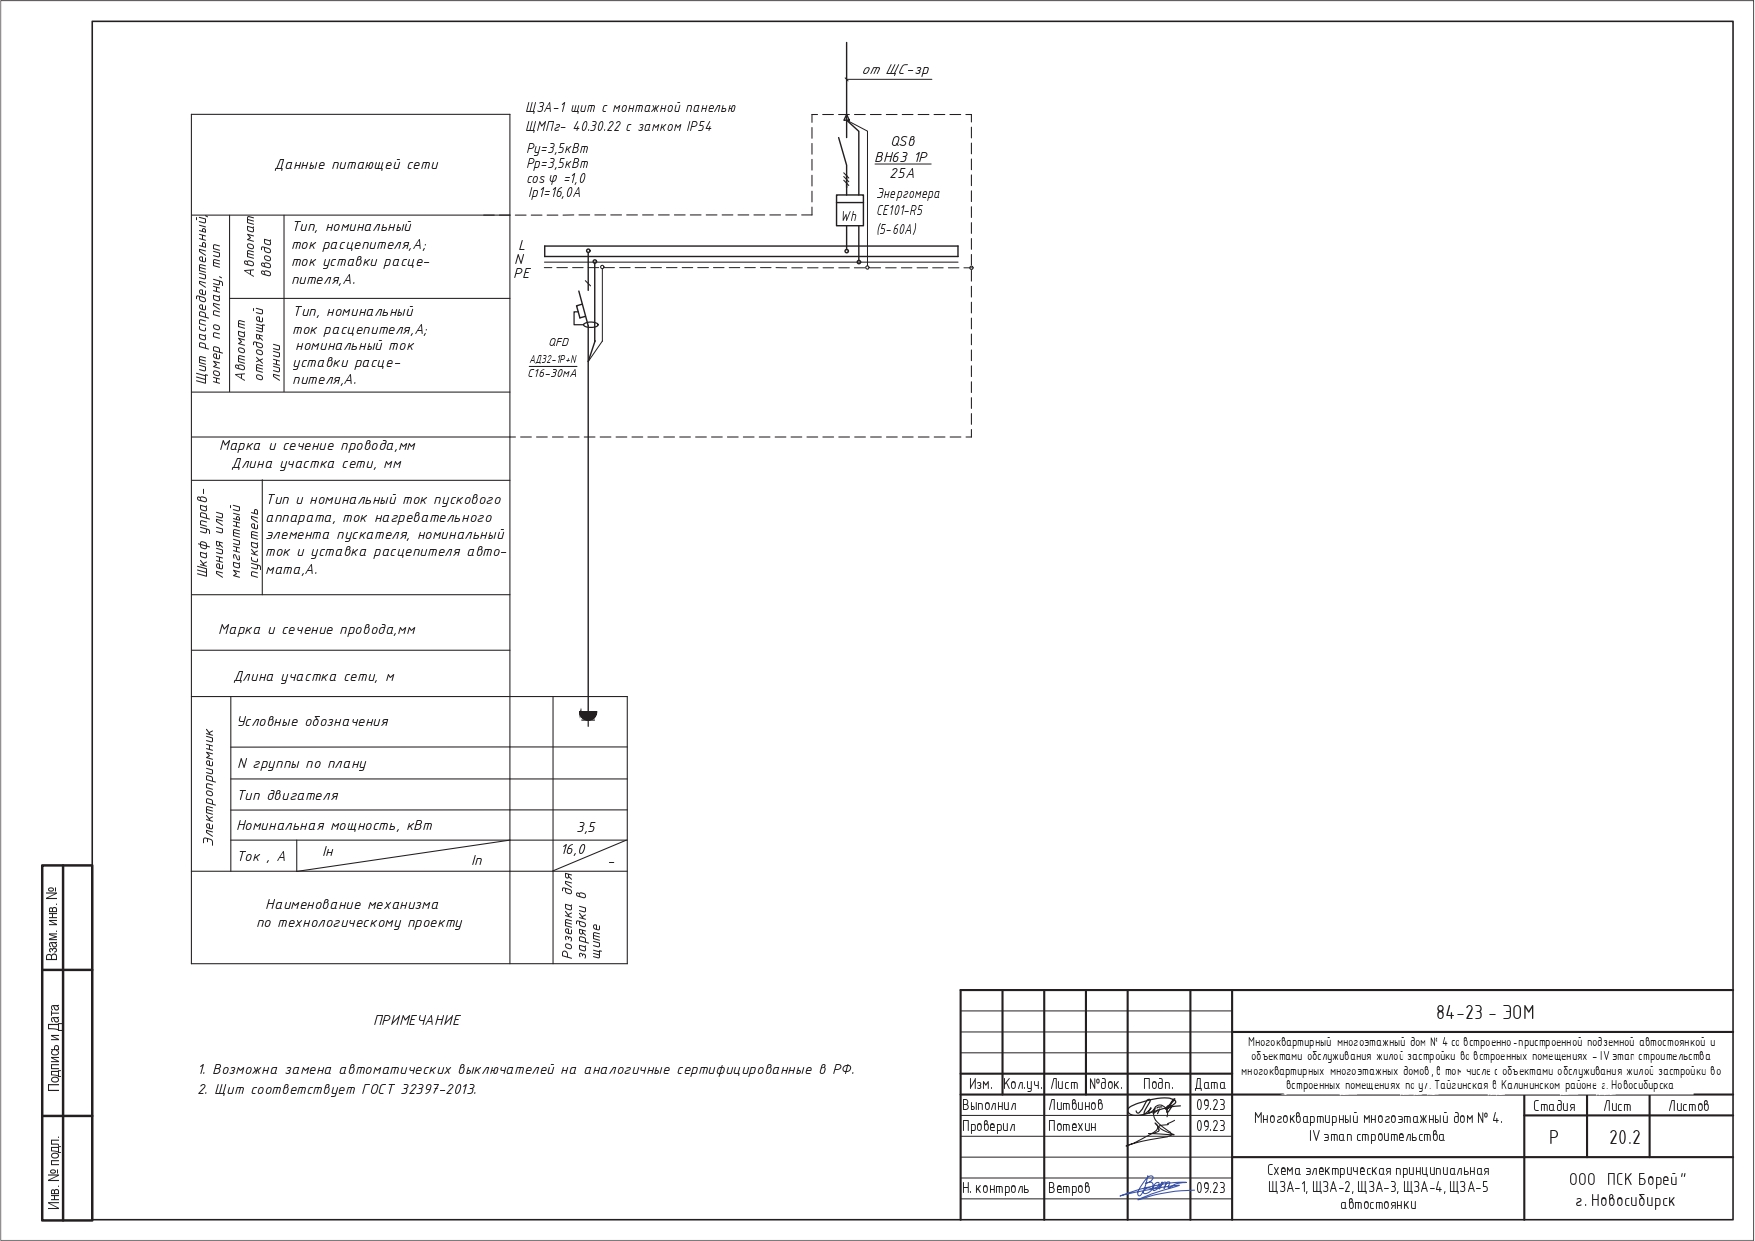 от ЩС-зр
ЩЗА-1 щит с монтажной панелью
ЩМПг- 40.30.22 с замком IP54
Ру=3,5кВт
Рр=3,5кВт
cos φ =1,0
Iр1=16,0А
QSв
ВН63 1Р
25А
Энергомера
СЕ101-R5
(5-60А)
Wh
L
N
PE
QFD
АД32-1Р+N
С16-30мА
Данные питающей сети
Щит распределительный,
номер по плану, тип
Автомат
ввода
Тип, номинальный
ток расцепителя,А;
ток уставки расце-
пителя,А.
Автомат
отходящей
линии
Тип, номинальный
ток расцепителя,А;
номинальный ток
уставки расце-
пителя,А.
Марка и сечение провода,мм
Длина участка сети, мм
Шкаф управ-
ления или
магнитный
пускатель
Тип и номинальный ток пускового
аппарата, ток нагревательного
элемента пускателя, номинальный
ток и уставка расцепителя авто-
мата,А.
Марка и сечение провода,мм
Длина участка сети, м
Электроприемник
Условные обозначения
N группы по плану
Тип двигателя
Номинальная мощность, кВт
3,5
Ток , А
Iн
Iп
16,0
-
Наименование механизма
по технологическому проекту
Розетка для
зарядки в
щите
ПРИМЕЧАНИЕ
1. Возможна замена автоматических выключателей на аналогичные сертифицированные в РФ.
2. Щит соответствует ГОСТ 32397-2013.
Взам. инв. №
Подпись и Дата
Инв. № подл.
84-23 - ЭОМ
Многоквартирный многоэтажный дом № 4 со встроенно-пристроенной подземной автостоянкой и
объектами обслуживания жилой застройки во встроенных помещениях - IV этап строительства
многоквартирных многоэтажных домов, в том числе с объектами обслуживания жилой застройки во
встроенных помещениях по ул. Тайгинская в Калининском районе г. Новосибирска
Изм.
Кол.уч.
Лист
№док.
Подп.
Дата
Выполнил
Литвинов
09.23
Проверил
Потехин
09.23
Н. контроль
Ветров
09.23
Многоквартирный многоэтажный дом № 4.
IV этап строительства
Стадия
Лист
Листов
Р
20.2
Схема электрическая принципиальная
ЩЗА-1, ЩЗА-2, ЩЗА-3, ЩЗА-4, ЩЗА-5
автостоянки
ООО ПСК Борей"
г. Новосибирск